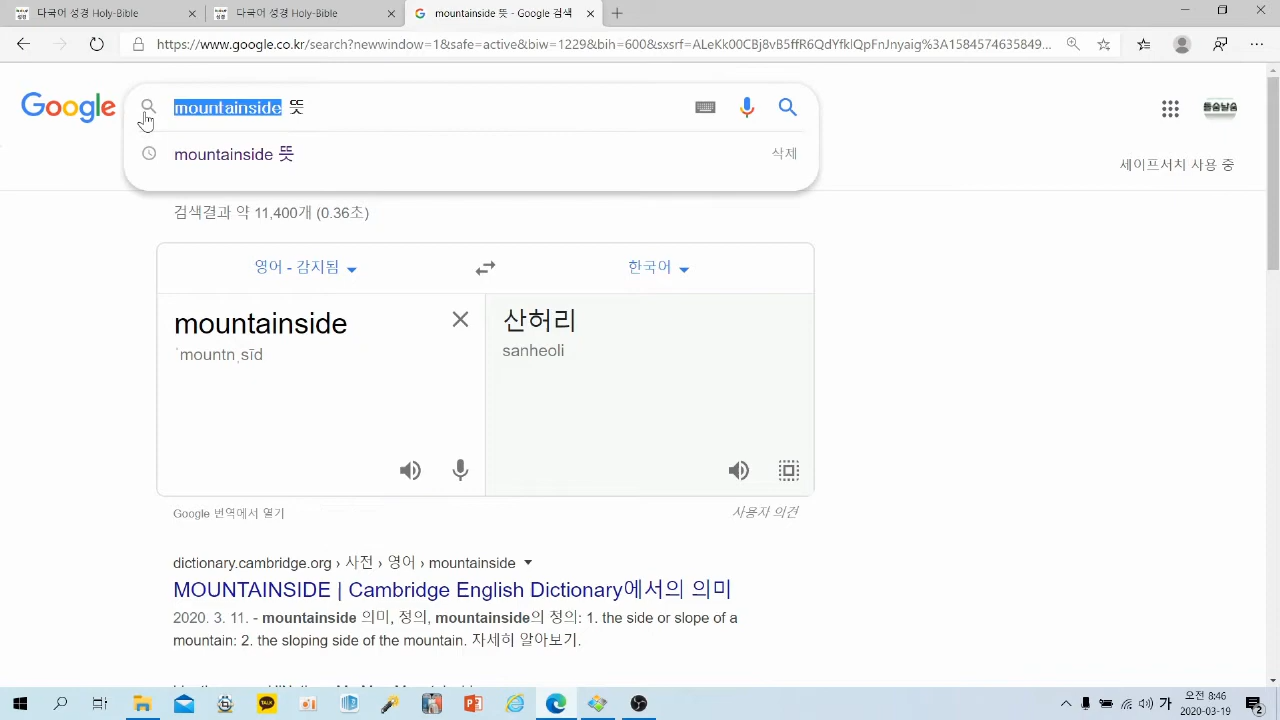 다국어 성경 Holy-Bible
다국어 성경 Holy-Bible
mountainside 뜻 - Google 검색
https://www.google.co.kr/search?newwindow=1&safe=active&biw=1229&bih=600&sxsrf=ALeKk00CBj8vB5ffR6QdYfklQpFnJnyaig%3A1584574635849...
Google
mountainside 뜻
mountainside 뜻
삭제
세이프서치 사용 중
검색결과 약 11,400개 (0.36초)
영어 - 감지됨
한국어
mountainside
산허리
ˈmountnˌsīd
sanheoli
Google 번역에서 열기
사용자 의견
dictionary.cambridge.org › 사전 › 영어 › mountainside
MOUNTAINSIDE | Cambridge English Dictionary에서의 의미
2020. 3. 11. - mountainside 의미, 정의, mountainside의 정의: 1. the side or slope of a
mountain: 2. the sloping side of the mountain. 자세히 알아보기.
TALK
가
오전 8:46
2020-03-19
2